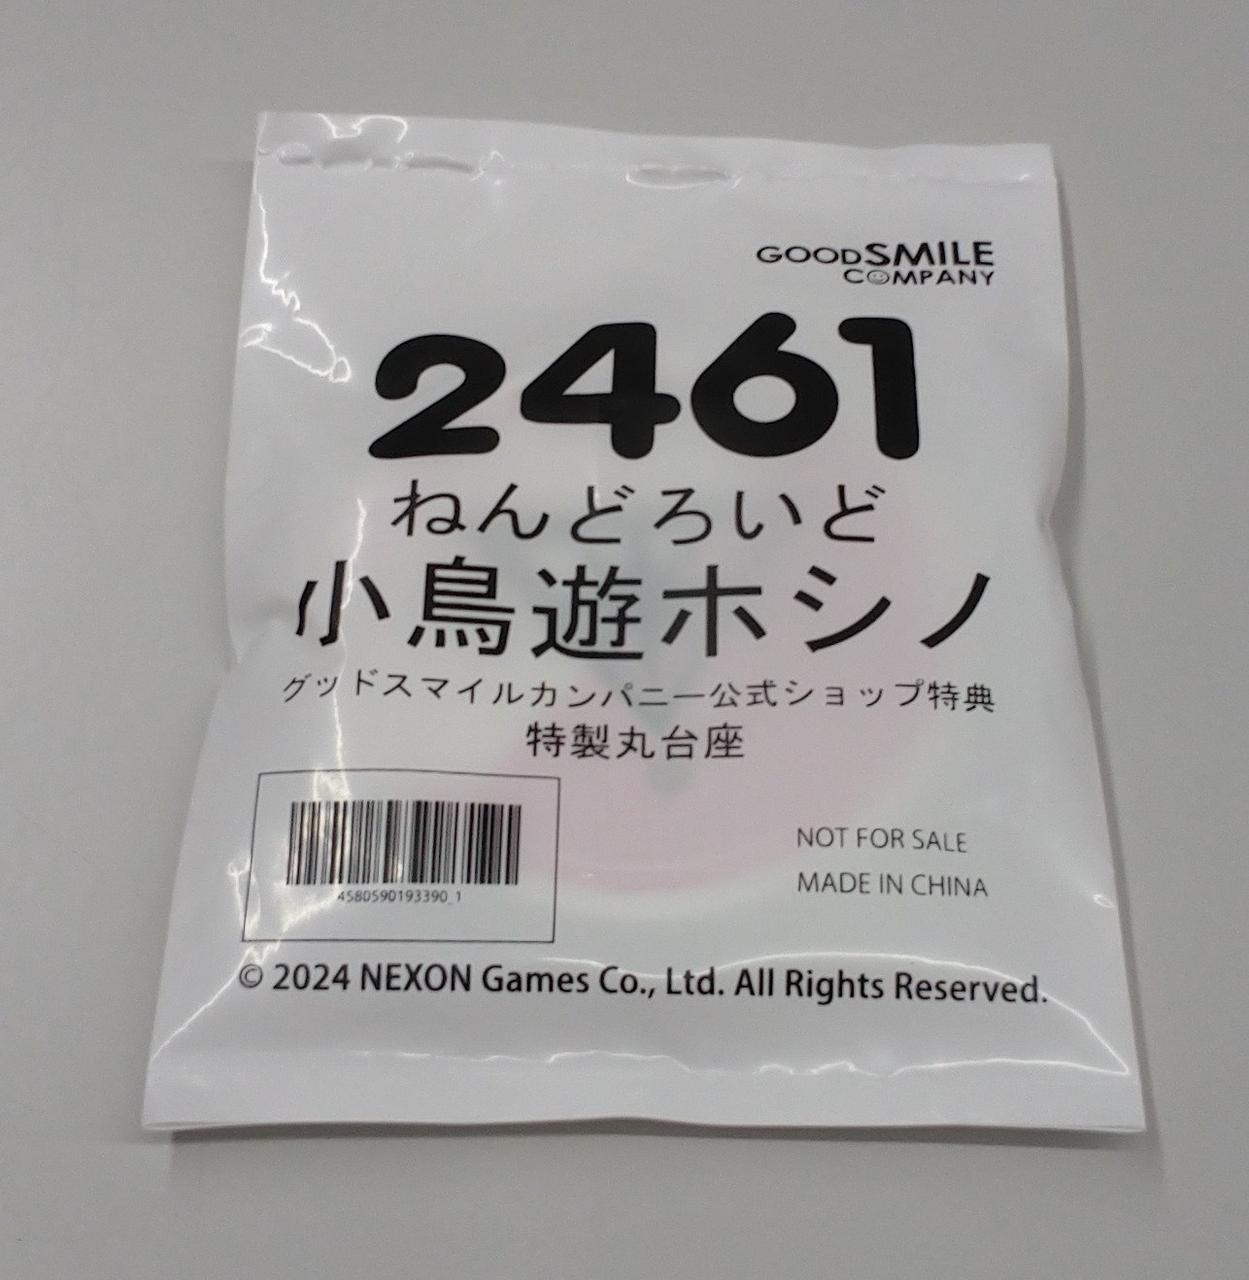 GOODSMILE
COMPANY
2461
ねんどろいど
小鳥遊ホシノ
グッドスマイルカンパニー公式ショップ特典
特製丸台座
4580590193390_1
NOT FOR SALE
MADE IN CHINA
© 2024 NEXON Games Co., Ltd. All Rights Reserved.